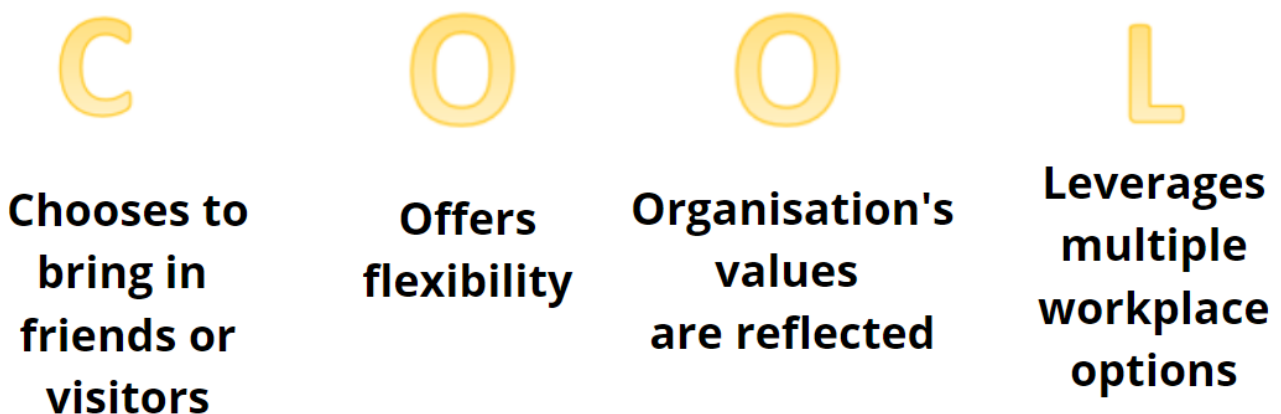 C
Chooses to
bring in
friends or
visitors
O
Offers
flexibility
O
Organisation's
values
are reflected
L
Leverages
multiple
workplace
options